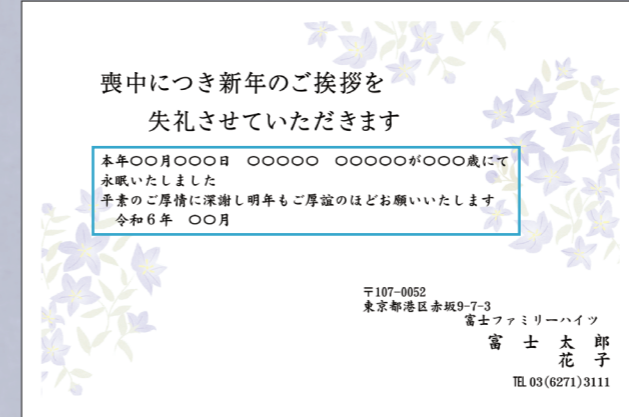 喪中につき新年のご挨拶を
失礼させていただきます
本年〇〇月〇〇〇日　〇〇〇〇〇　〇〇〇〇〇が〇〇〇歳にて
永眠いたしました
平素のご厚情に深謝し明年もご厚誼のほどお願いいたします
令和６年　〇〇月
〒107-0052
東京都港区赤坂9-7-3
富士ファミリーハイツ
富　士　太　郎
花　子
℡ 03(6271)3111